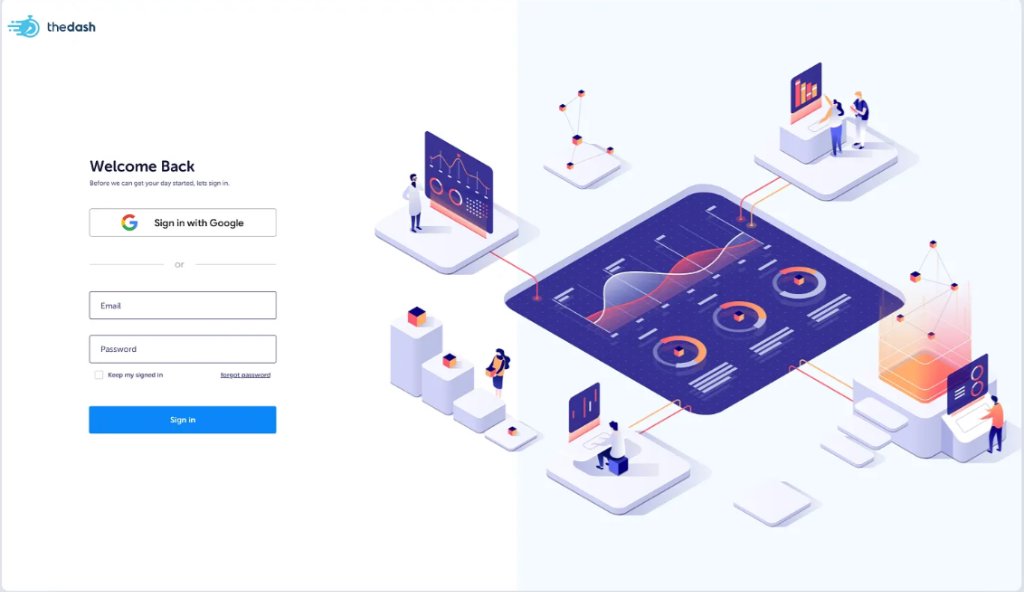 thedash
Welcome Back
Before we can get your day started, lets sign in.
Sign in with Google
or
Email
Password
Keep my signed in
forgot password
Sign in